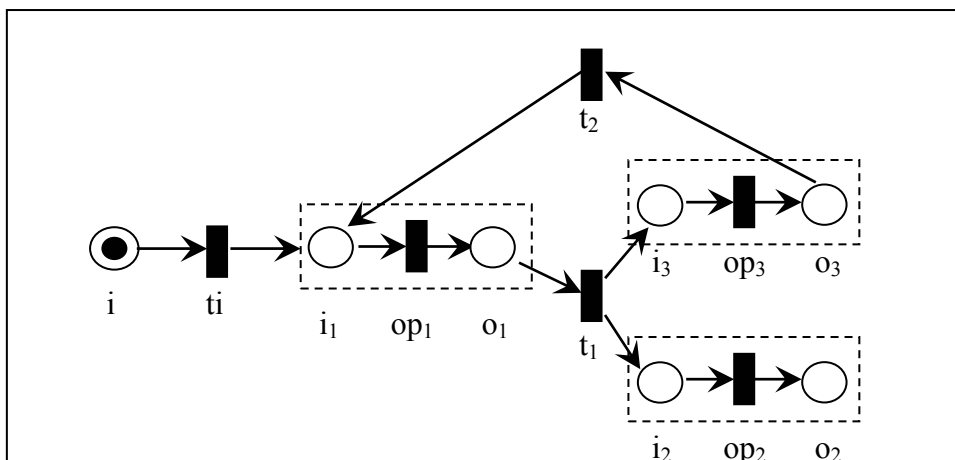 t₂
i₃ op₃ o₃
i ti i₁ op₁ o₁
t₁
i₂ op₂ o₂